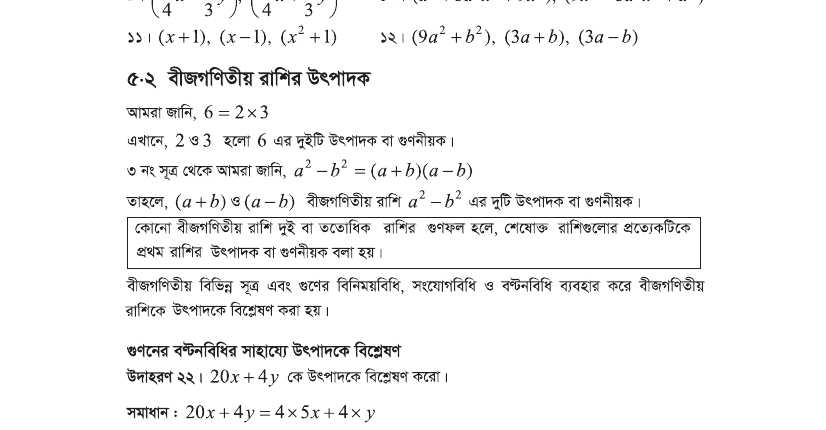 ১১। (x+1), (x−1), (x²+1) ১২। (9a²+b²), (3a+b), (3a−b)
৫·২ বীজগণিতীয় রাশির উৎপাদক
আমরা জানি, 6 = 2×3
এখানে, 2 ও 3 হলো 6 এর দুইটি উৎপাদক বা গুণনীয়ক।
৩ নং সূত্র থেকে আমরা জানি, a² − b² = (a+b)(a−b)
তাহলে, (a+b) ও (a−b) বীজগণিতীয় রাশি a² − b² এর দুটি উৎপাদক বা গুণনীয়ক।
কোনো বীজগণিতীয় রাশি দুই বা ততোধিক রাশির গুণফল হলে, শেষোক্ত রাশিগুলোর প্রত্যেকটিকে
প্রথম রাশির উৎপাদক বা গুণনীয়ক বলা হয়।
বীজগণিতীয় বিভিন্ন সূত্র এবং গুণের বিনিময়বিধি, সংযোগবিধি ও বণ্টনবিধি ব্যবহার করে বীজগণিতীয়
রাশিকে উৎপাদকে বিশ্লেষণ করা হয়।
গুণনের বণ্টনবিধির সাহায্যে উৎপাদকে বিশ্লেষণ
উদাহরণ ২২। 20x + 4y কে উৎপাদকে বিশ্লেষণ করো।
সমাধান : 20x + 4y = 4×5x + 4×y